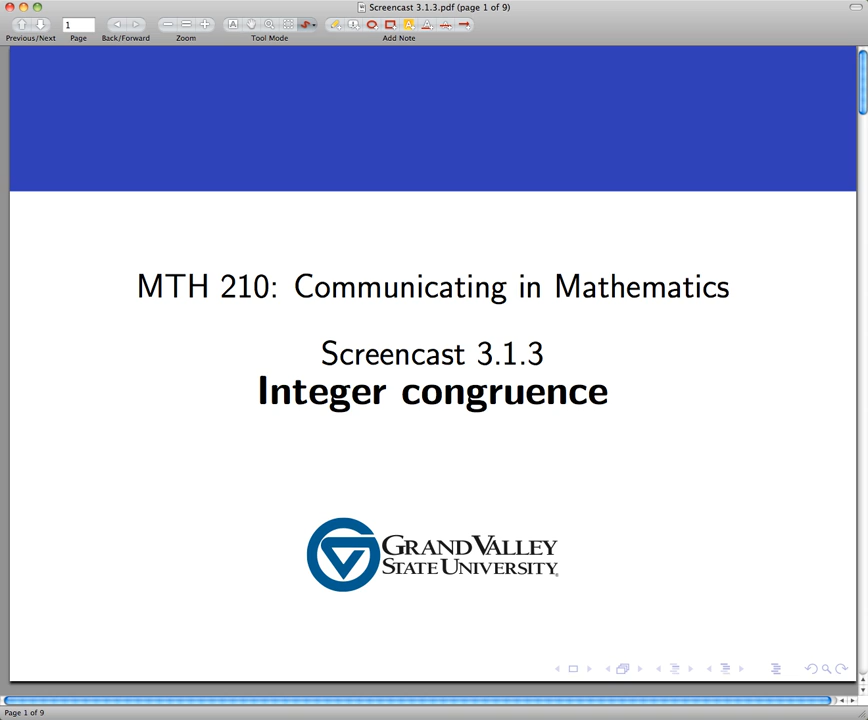 Screencast 3.1.3.pdf (page 1 of 9)
1
Previous/Next Page Back/Forward Zoom Tool Mode Add Note
MTH 210: Communicating in Mathematics
Screencast 3.1.3
Integer congruence
GRAND VALLEY
STATE UNIVERSITY
Page 1 of 9